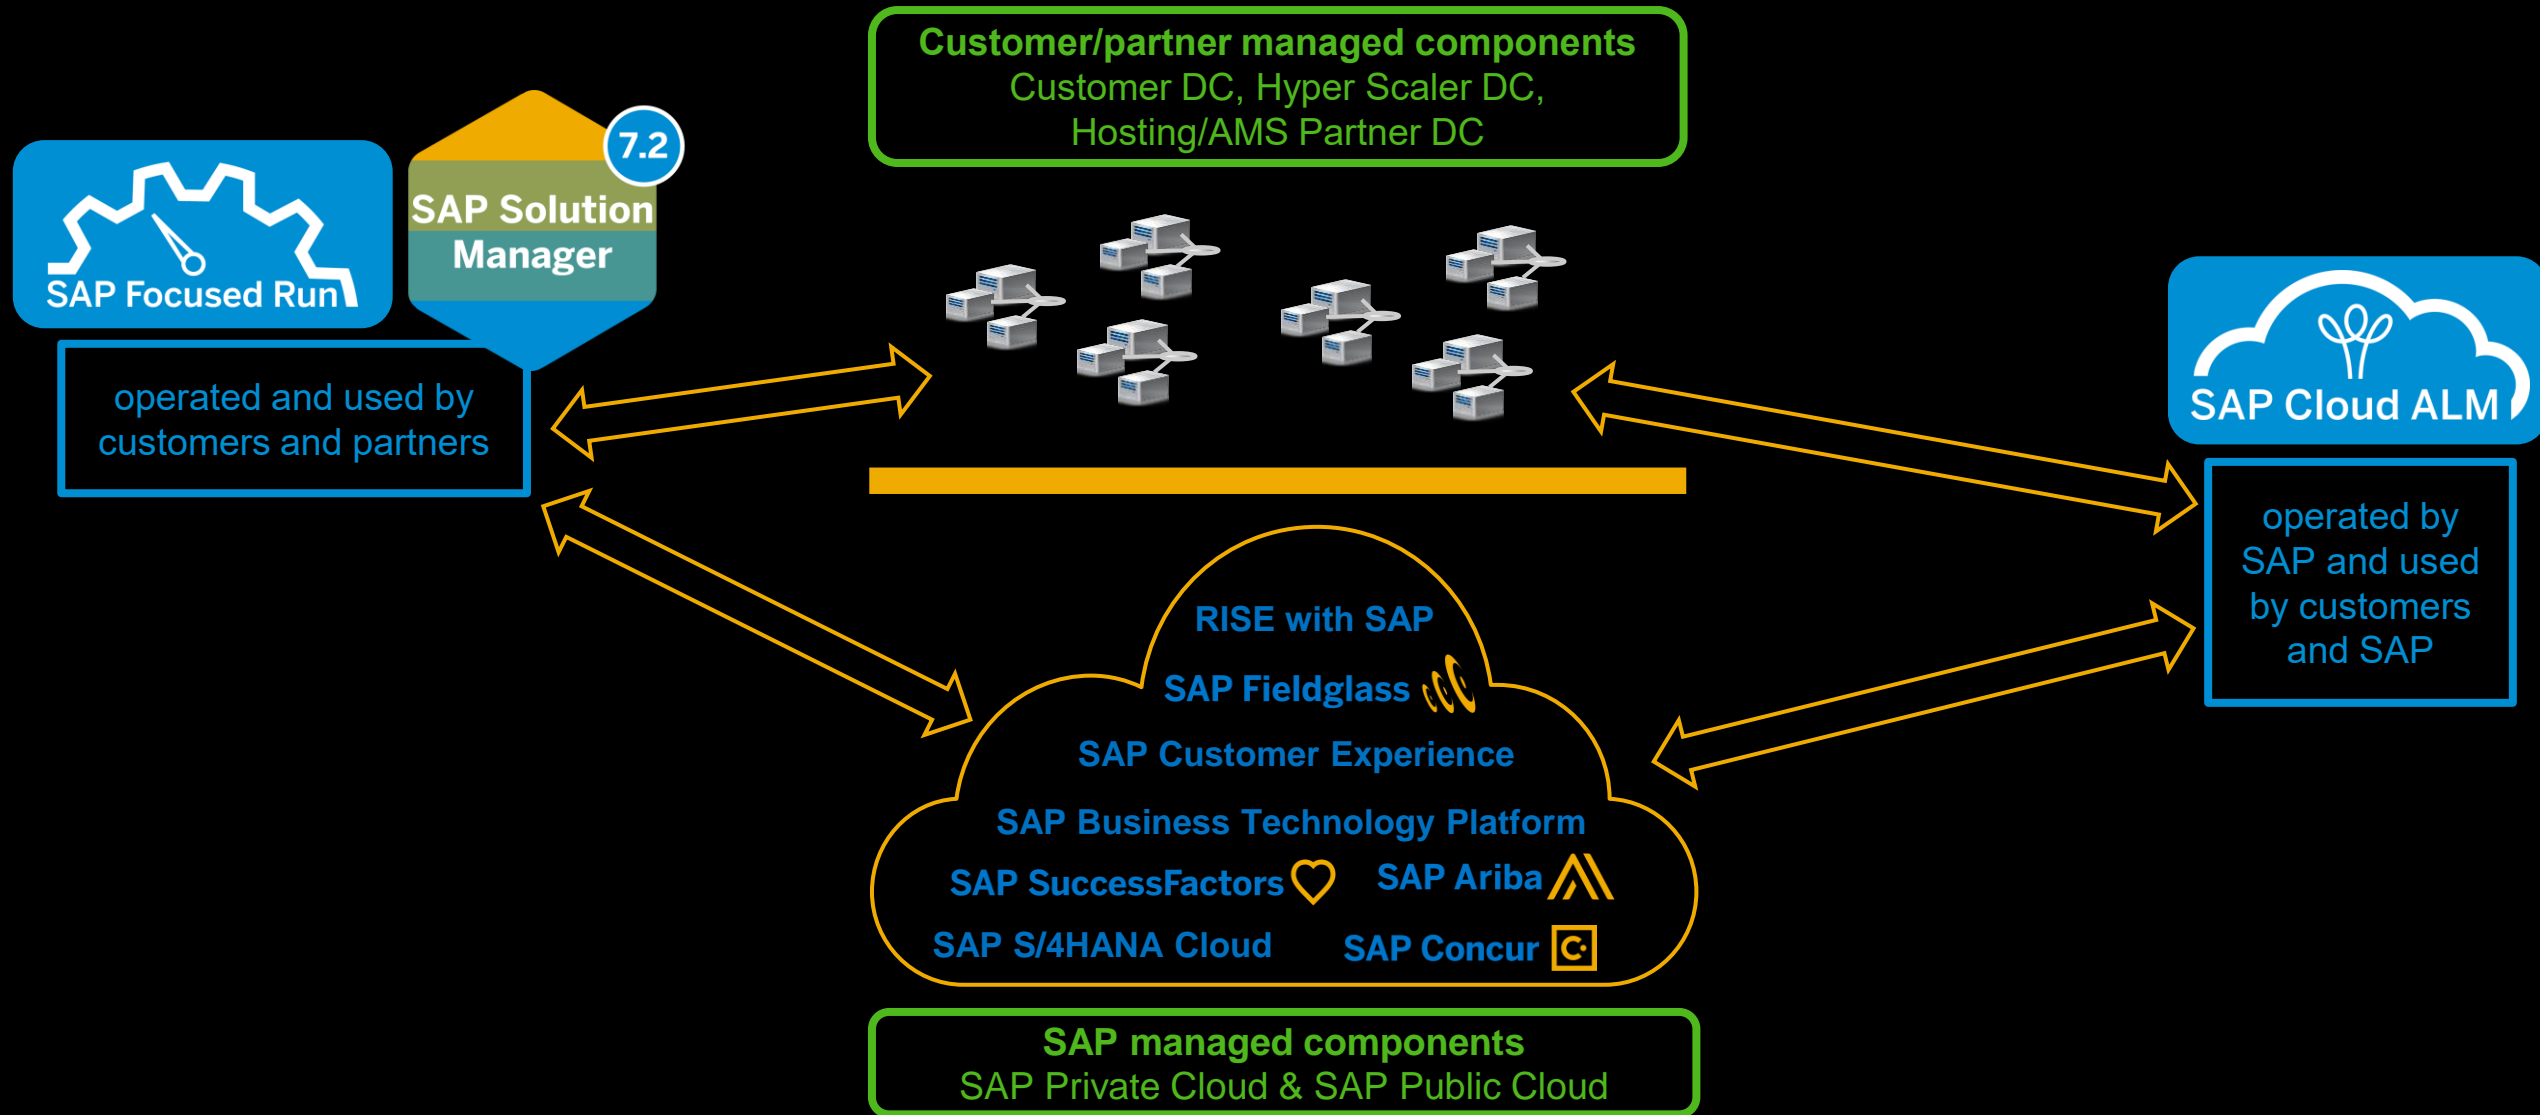 Customer/partner managed components
Customer DC, Hyper Scaler DC,
Hosting/AMS Partner DC
7.2
SAP Solution
Manager
SAP Focused Run
operated and used by
customers and partners
SAP Cloud ALM
operated by
SAP and used
by customers
and SAP
RISE with SAP
SAP Fieldglass
SAP Customer Experience
SAP Business Technology Platform
SAP SuccessFactors
SAP Ariba
SAP S/4HANA Cloud
SAP Concur
C.
SAP managed components
SAP Private Cloud & SAP Public Cloud